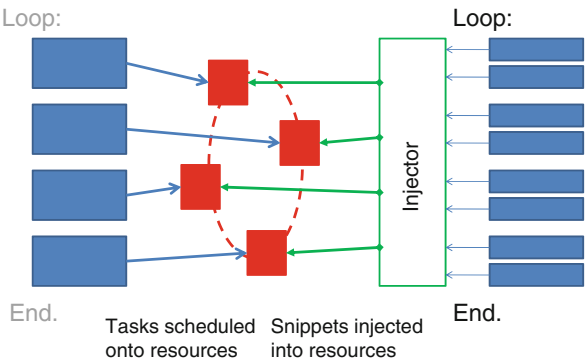 Loop:
Loop:
Injector
End.
End.
Tasks scheduled
onto resources
Snippets injected
into resources